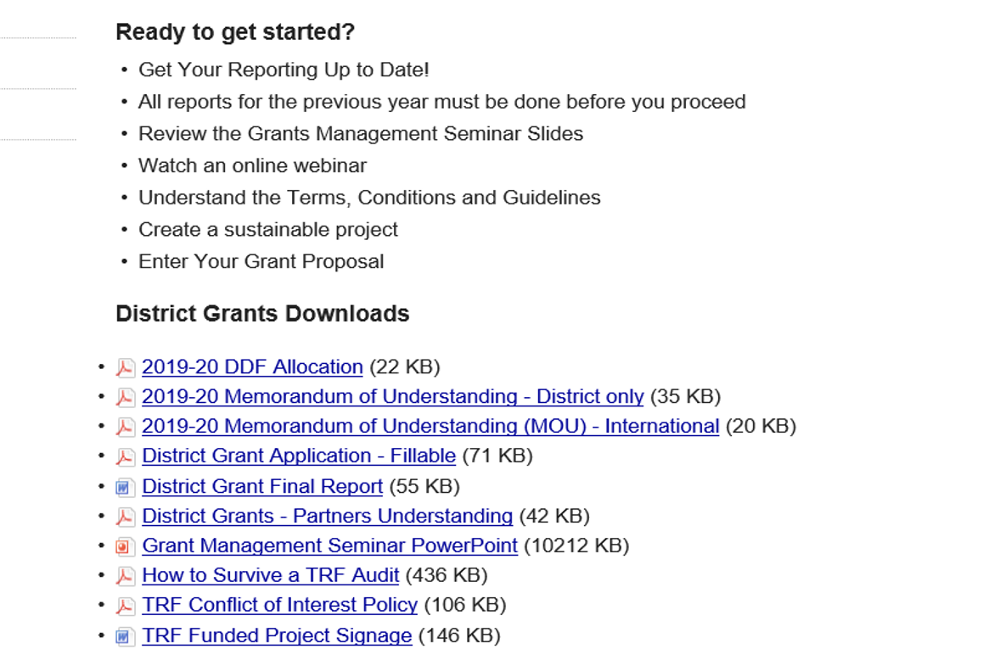 Ready to get started?
• Get Your Reporting Up to Date!
• All reports for the previous year must be done before you proceed
• Review the Grants Management Seminar Slides
• Watch an online webinar
• Understand the Terms, Conditions and Guidelines
• Create a sustainable project
• Enter Your Grant Proposal
District Grants Downloads
• 2019-20 DDF Allocation (22 KB)
• 2019-20 Memorandum of Understanding - District only (35 KB)
• 2019-20 Memorandum of Understanding (MOU) - International (20 KB)
• District Grant Application - Fillable (71 KB)
• District Grant Final Report (55 KB)
• District Grants - Partners Understanding (42 KB)
• Grant Management Seminar PowerPoint (10212 KB)
• How to Survive a TRF Audit (436 KB)
• TRF Conflict of Interest Policy (106 KB)
• TRF Funded Project Signage (146 KB)